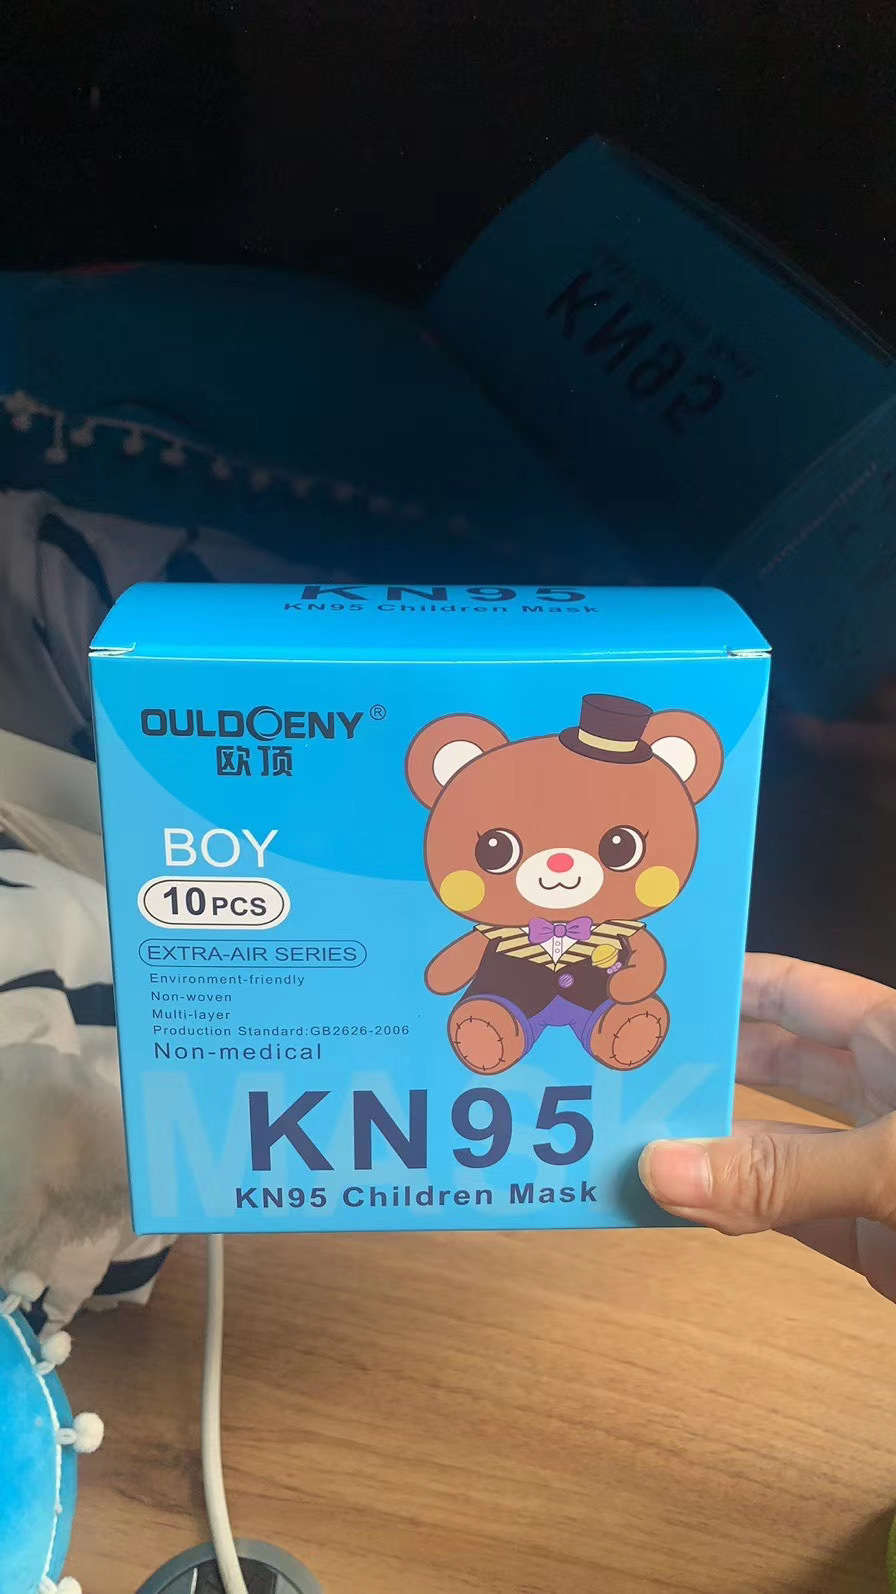 KN95
KN95 Children Mask
OULDOENY®
欧顶
BOY
10PCS
EXTRA-AIR SERIES
Environment-friendly
Non-woven
Multi-layer
Production Standard:GB2626-2006
Non-medical
MASK
KN95
KN95 Children Mask
KN95